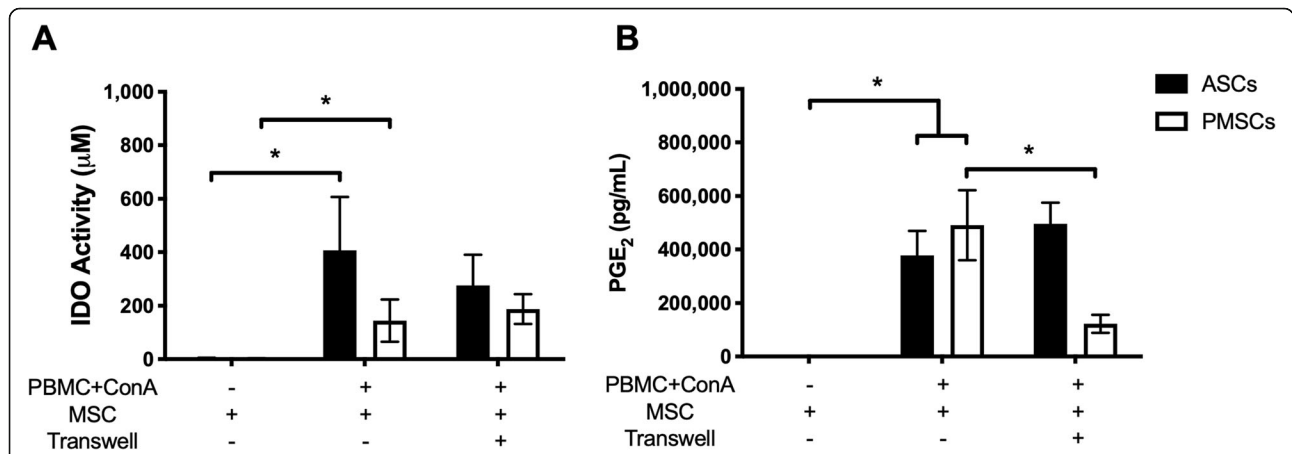 A
IDO Activity (μM)
1,000
800
600
400
200
0
*
*
PBMC+ConA - + +
MSC + + +
Transwell - - +
B
PGE₂ (pg/mL)
1,000,000
800,000
600,000
400,000
200,000
0
*
*
PBMC+ConA - + +
MSC + + +
Transwell - - +
ASCs
PMSCs